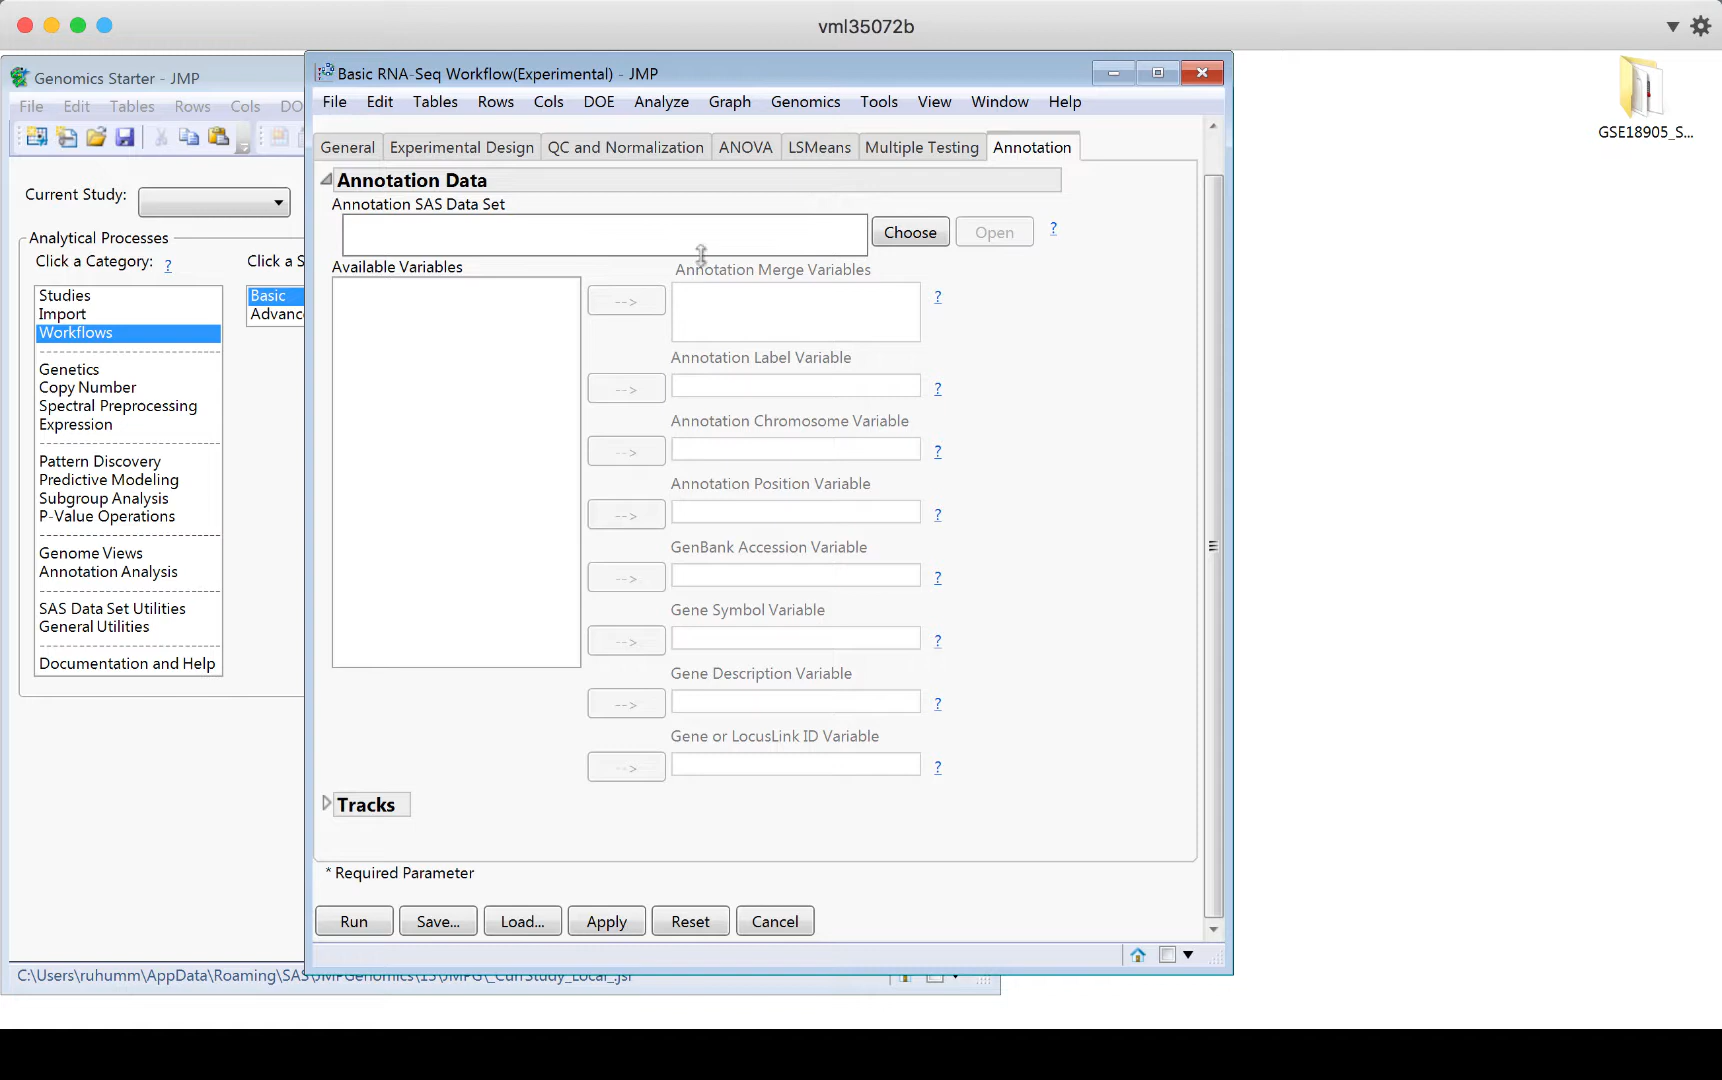 vml35072b
Genomics Starter - JMP
File Edit Tables Rows Cols DO
Current Study:
Analytical Processes
Click a Category: ? Click a S
Studies
Import
Workflows
Genetics
Copy Number
Spectral Preprocessing
Expression
Pattern Discovery
Predictive Modeling
Subgroup Analysis
P-Value Operations
Genome Views
Annotation Analysis
SAS Data Set Utilities
General Utilities
Documentation and Help
Basic
Advanc
Basic RNA-Seq Workflow(Experimental) - JMP
File Edit Tables Rows Cols DOE Analyze Graph Genomics Tools View Window Help
General Experimental Design QC and Normalization ANOVA LSMeans Multiple Testing Annotation
Annotation Data
Annotation SAS Data Set
Choose Open ?
Available Variables
Annotation Merge Variables
--> ?
Annotation Label Variable
--> ?
Annotation Chromosome Variable
--> ?
Annotation Position Variable
--> ?
GenBank Accession Variable
--> ?
Gene Symbol Variable
--> ?
Gene Description Variable
--> ?
Gene or LocusLink ID Variable
--> ?
Tracks
* Required Parameter
Run Save... Load... Apply Reset Cancel
C:\Users\ruhumm\AppData\Roaming\SAS\JMPGenomics\15\JMPG\_CurrStudy_Local_.jsl
GSE18905_S...